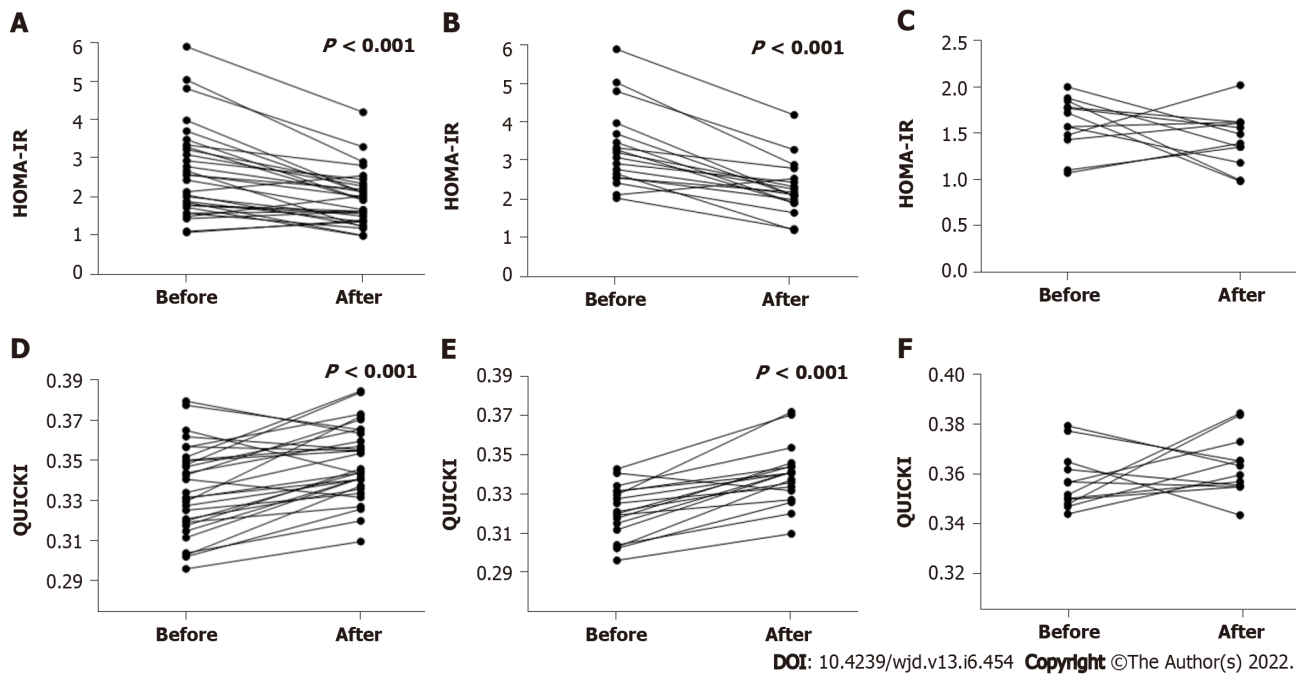 A
P < 0.001
HOMA-IR
6
5
4
3
2
1
0
Before After
B
P < 0.001
HOMA-IR
6
5
4
3
2
1
0
Before After
C
HOMA-IR
2.5
2.0
1.5
1.0
0.5
0.0
Before After
D
P < 0.001
QUICKI
0.39
0.37
0.35
0.33
0.31
0.29
Before After
E
P < 0.001
QUICKI
0.39
0.37
0.35
0.33
0.31
0.29
Before After
F
QUICKI
0.40
0.38
0.36
0.34
0.32
Before After
DOI: 10.4239/wjd.v13.i6.454 Copyright ©The Author(s) 2022.